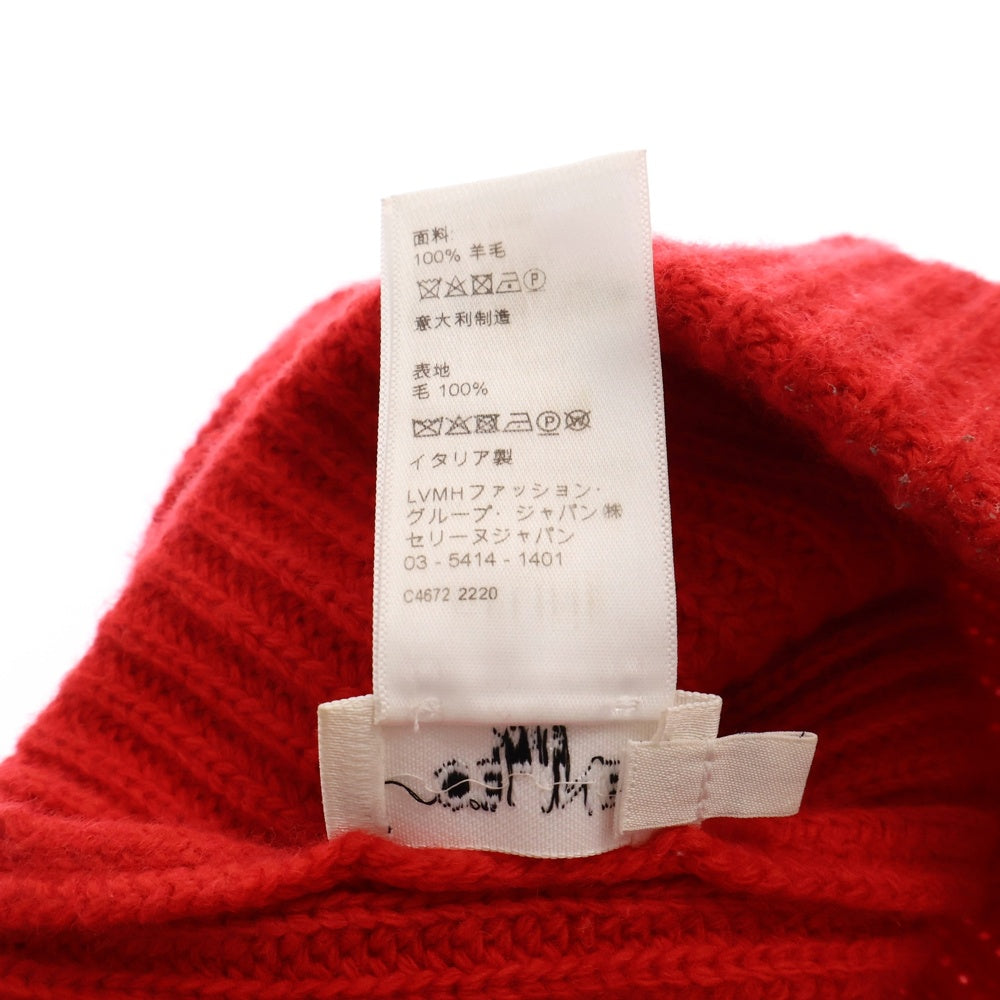 面料:
100% 羊毛
意大利制造
表地
毛 100%
イタリア製
LVMHファッション・
グループ・ジャパン㈱
セリーヌジャパン
03 - 5414 - 1401
C4672 2220